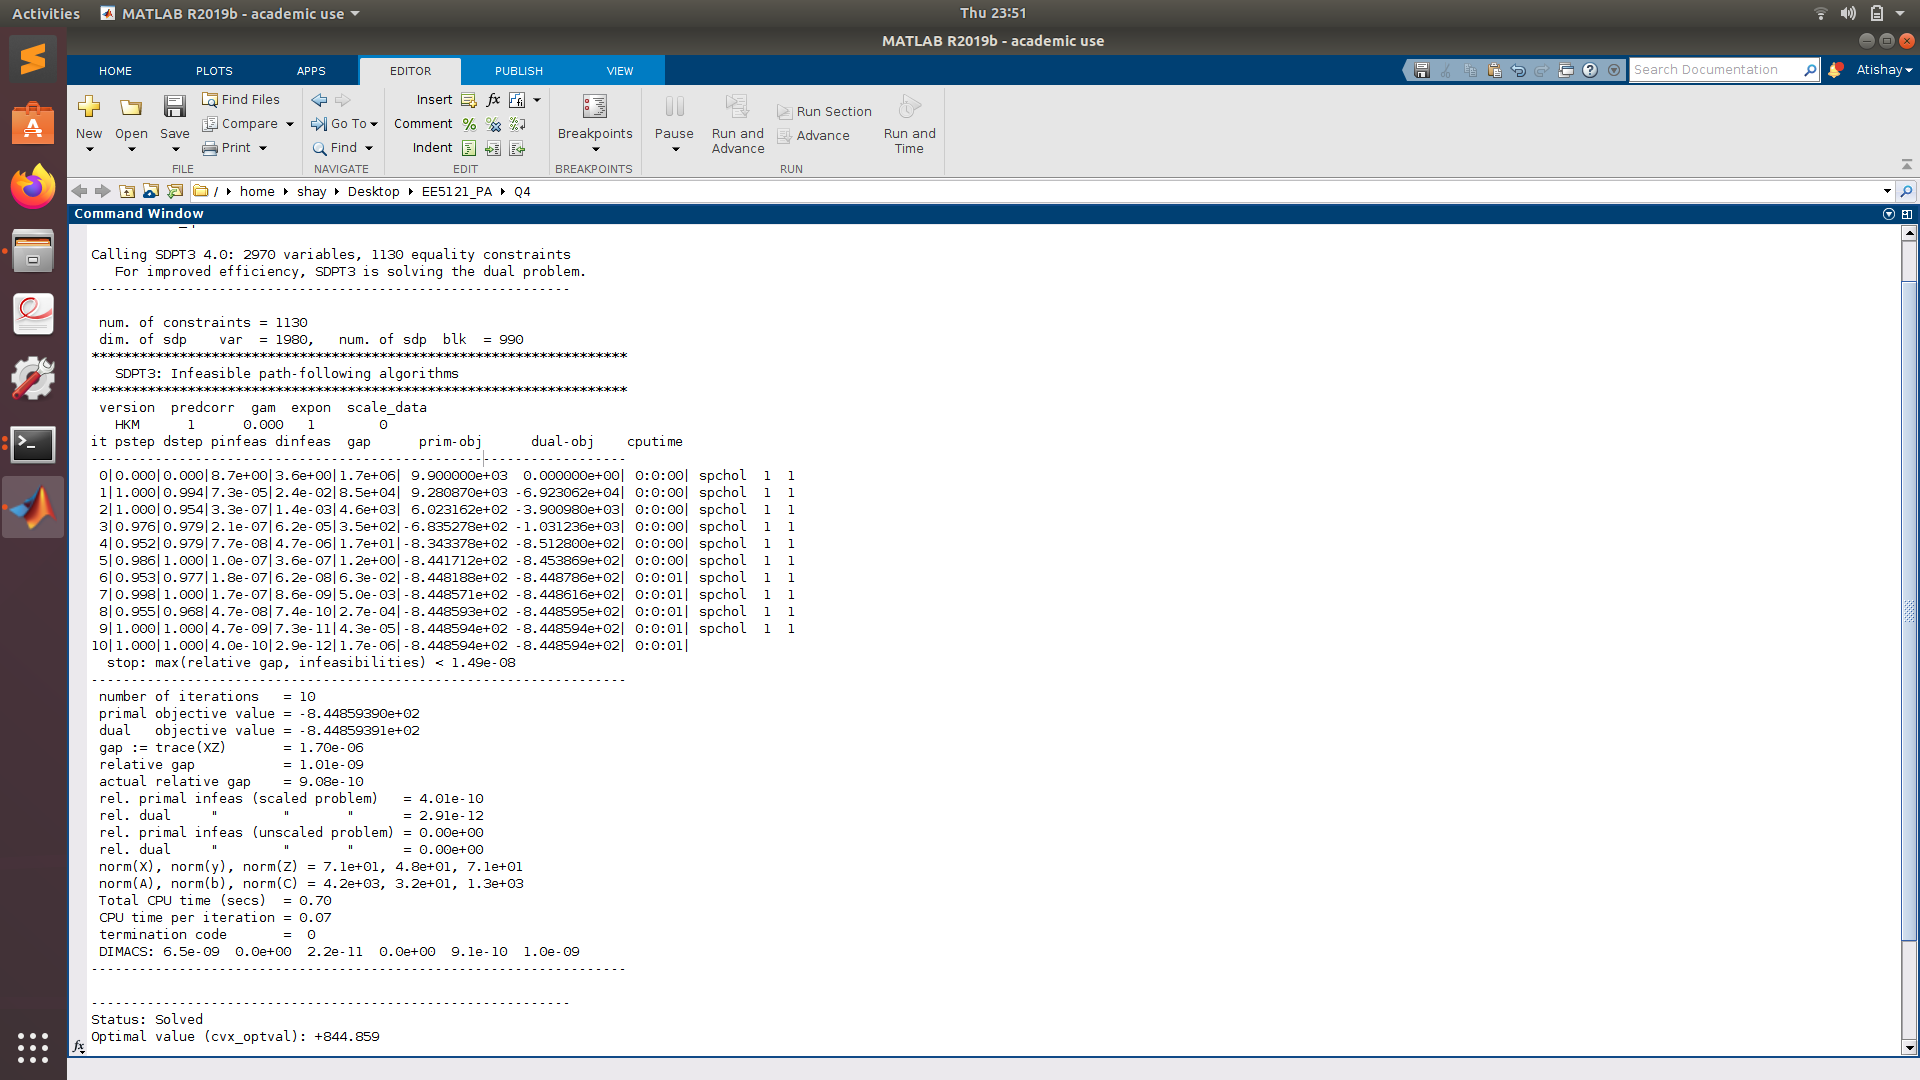 Activities MATLAB R2019b - academic use Thu 23:51
MATLAB R2019b - academic use
HOME PLOTS APPS EDITOR PUBLISH VIEW Search Documentation Atishay
New Open Save Find Files Compare Print
Go To Find
Insert fx
Comment
Indent
Breakpoints
Pause Run and Advance Run Section Advance Run and Time
FILE NAVIGATE EDIT BREAKPOINTS RUN
/ home shay Desktop EE5121_PA Q4
Command Window
Calling SDPT3 4.0: 2970 variables, 1130 equality constraints
For improved efficiency, SDPT3 is solving the dual problem.
------------------------------------------------------------
num. of constraints = 1130
dim. of sdp    var  = 1980,   num. of sdp  blk  = 990
*******************************************************************
SDPT3: Infeasible path-following algorithms
*******************************************************************
version  predcorr  gam  expon  scale_data
HKM      1      0.000   1        0
it pstep dstep pinfeas dinfeas  gap      prim-obj      dual-obj    cputime
-------------------------------------------------------------------
0|0.000|0.000|8.7e+00|3.6e+00|1.7e+06| 9.900000e+03  0.000000e+00| 0:0:00| spchol  1  1
1|1.000|0.994|7.3e-05|2.4e-02|8.5e+04| 9.280870e+03 -6.923062e+04| 0:0:00| spchol  1  1
2|1.000|0.954|3.3e-07|1.4e-03|4.6e+03| 6.023162e+02 -3.900980e+03| 0:0:00| spchol  1  1
3|0.976|0.979|2.1e-07|6.2e-05|3.5e+02|-6.835278e+02 -1.031236e+03| 0:0:00| spchol  1  1
4|0.952|0.979|7.7e-08|4.7e-06|1.7e+01|-8.343378e+02 -8.512800e+02| 0:0:00| spchol  1  1
5|0.986|1.000|1.0e-07|3.6e-07|1.2e+00|-8.441712e+02 -8.453869e+02| 0:0:00| spchol  1  1
6|0.953|0.977|1.8e-07|6.2e-08|6.3e-02|-8.448188e+02 -8.448786e+02| 0:0:01| spchol  1  1
7|0.998|1.000|1.7e-07|8.6e-09|5.0e-03|-8.448571e+02 -8.448616e+02| 0:0:01| spchol  1  1
8|0.955|0.968|4.7e-08|7.4e-10|2.7e-04|-8.448593e+02 -8.448595e+02| 0:0:01| spchol  1  1
9|1.000|1.000|4.7e-09|7.3e-11|4.3e-05|-8.448594e+02 -8.448594e+02| 0:0:01| spchol  1  1
10|1.000|1.000|4.0e-10|2.9e-12|1.7e-06|-8.448594e+02 -8.448594e+02| 0:0:01|
stop: max(relative gap, infeasibilities) < 1.49e-08
-------------------------------------------------------------------
number of iterations   = 10
primal objective value = -8.44859390e+02
dual   objective value = -8.44859391e+02
gap := trace(XZ)       = 1.70e-06
relative gap           = 1.01e-09
actual relative gap    = 9.08e-10
rel. primal infeas (scaled problem)   = 4.01e-10
rel. dual     "        "       "      = 2.91e-12
rel. primal infeas (unscaled problem) = 0.00e+00
rel. dual     "        "       "      = 0.00e+00
norm(X), norm(y), norm(Z) = 7.1e+01, 4.8e+01, 7.1e+01
norm(A), norm(b), norm(C) = 4.2e+03, 3.2e+01, 1.3e+03
Total CPU time (secs)  = 0.70
CPU time per iteration = 0.07
termination code       =  0
DIMACS: 6.5e-09  0.0e+00  2.2e-11  0.0e+00  9.1e-10  1.0e-09
-------------------------------------------------------------------
------------------------------------------------------------
Status: Solved
Optimal value (cvx_optval): +844.859
fx